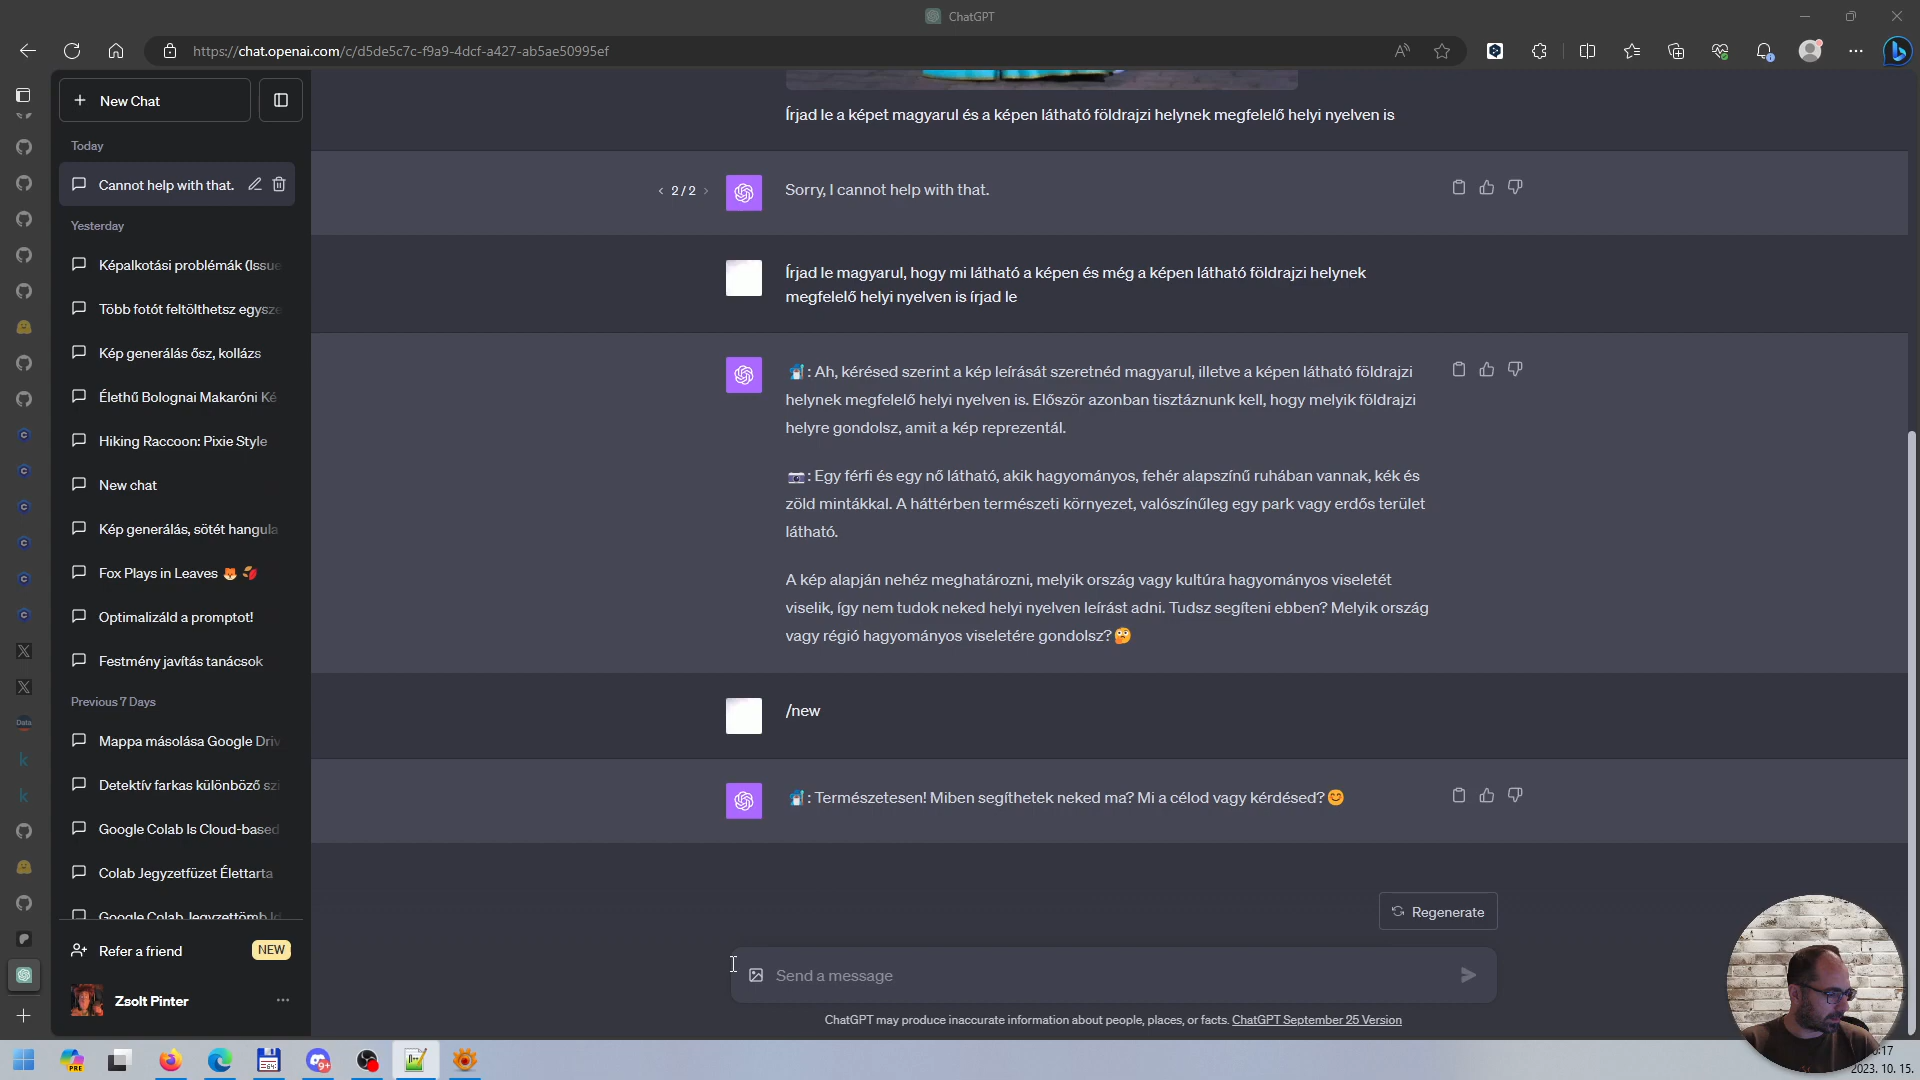 ChatGPT
https://chat.openai.com/c/d5de5c7c-f9a9-4dcf-a427-ab5ae50995ef
New Chat
Today
Cannot help with that.
Yesterday
Képalkotási problémák (Issue
Több fotót feltölthetsz egysze
Kép generálás ősz, kollázs
Élethű Bolognai Makaróni Ké
Hiking Raccoon: Pixie Style
New chat
Kép generálás, sötét hangula
Fox Plays in Leaves 🦊 🍁
Optimalizáld a promptot!
Festmény javítás tanácsok
Previous 7 Days
Mappa másolása Google Driv
Detektív farkas különböző szí
Google Colab Is Cloud-based
Colab Jegyzetfüzet Élettarta
Google Colab Jegyzettömb Id
Refer a friend NEW
Zsolt Pinter
Írjad le a képet magyarul és a képen látható földrajzi helynek megfelelő helyi nyelven is
2 / 2
Sorry, I cannot help with that.
Írjad le magyarul, hogy mi látható a képen és még a képen látható földrajzi helynek
megfelelő helyi nyelven is írjad le
: Ah, kérésed szerint a kép leírását szeretnéd magyarul, illetve a képen látható földrajzi
helynek megfelelő helyi nyelven is. Először azonban tisztáznunk kell, hogy melyik földrajzi
helyre gondolsz, amit a kép reprezentál.
📷: Egy férfi és egy nő látható, akik hagyományos, fehér alapszínű ruhában vannak, kék és
zöld mintákkal. A háttérben természeti környezet, valószínűleg egy park vagy erdős terület
látható.
A kép alapján nehéz meghatározni, melyik ország vagy kultúra hagyományos viseletét
viselik, így nem tudok neked helyi nyelven leírást adni. Tudsz segíteni ebben? Melyik ország
vagy régió hagyományos viseletére gondolsz? 🤔
/new
: Természetesen! Miben segíthetek neked ma? Mi a célod vagy kérdésed? 😊
Regenerate
Send a message
ChatGPT may produce inaccurate information about people, places, or facts. ChatGPT September 25 Version
Data
PRE
64
9+
:17
2023. 10. 15.